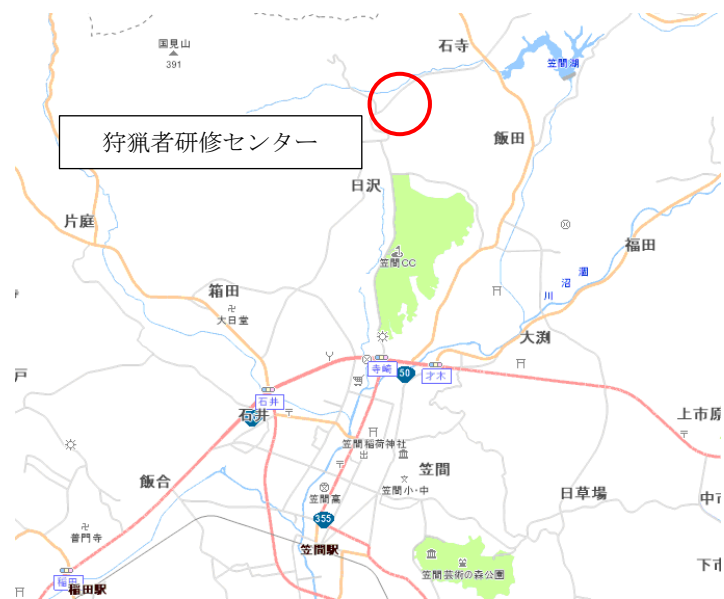 石寺
国見山
391
笠間湖
狩猟者研修センター
飯田
日沢
片庭
福田
笠間CC
涸
沼
川
箱田
大日堂
大渕
戸
寺崎
50
才木
石井
石井
上市原
笠間稲荷神社
笠間
飯合
笠間小・中
日草場
中市
笠間高
355
普門寺
笠間駅
下市
稲田
稲田駅
笠間芸術の森公園